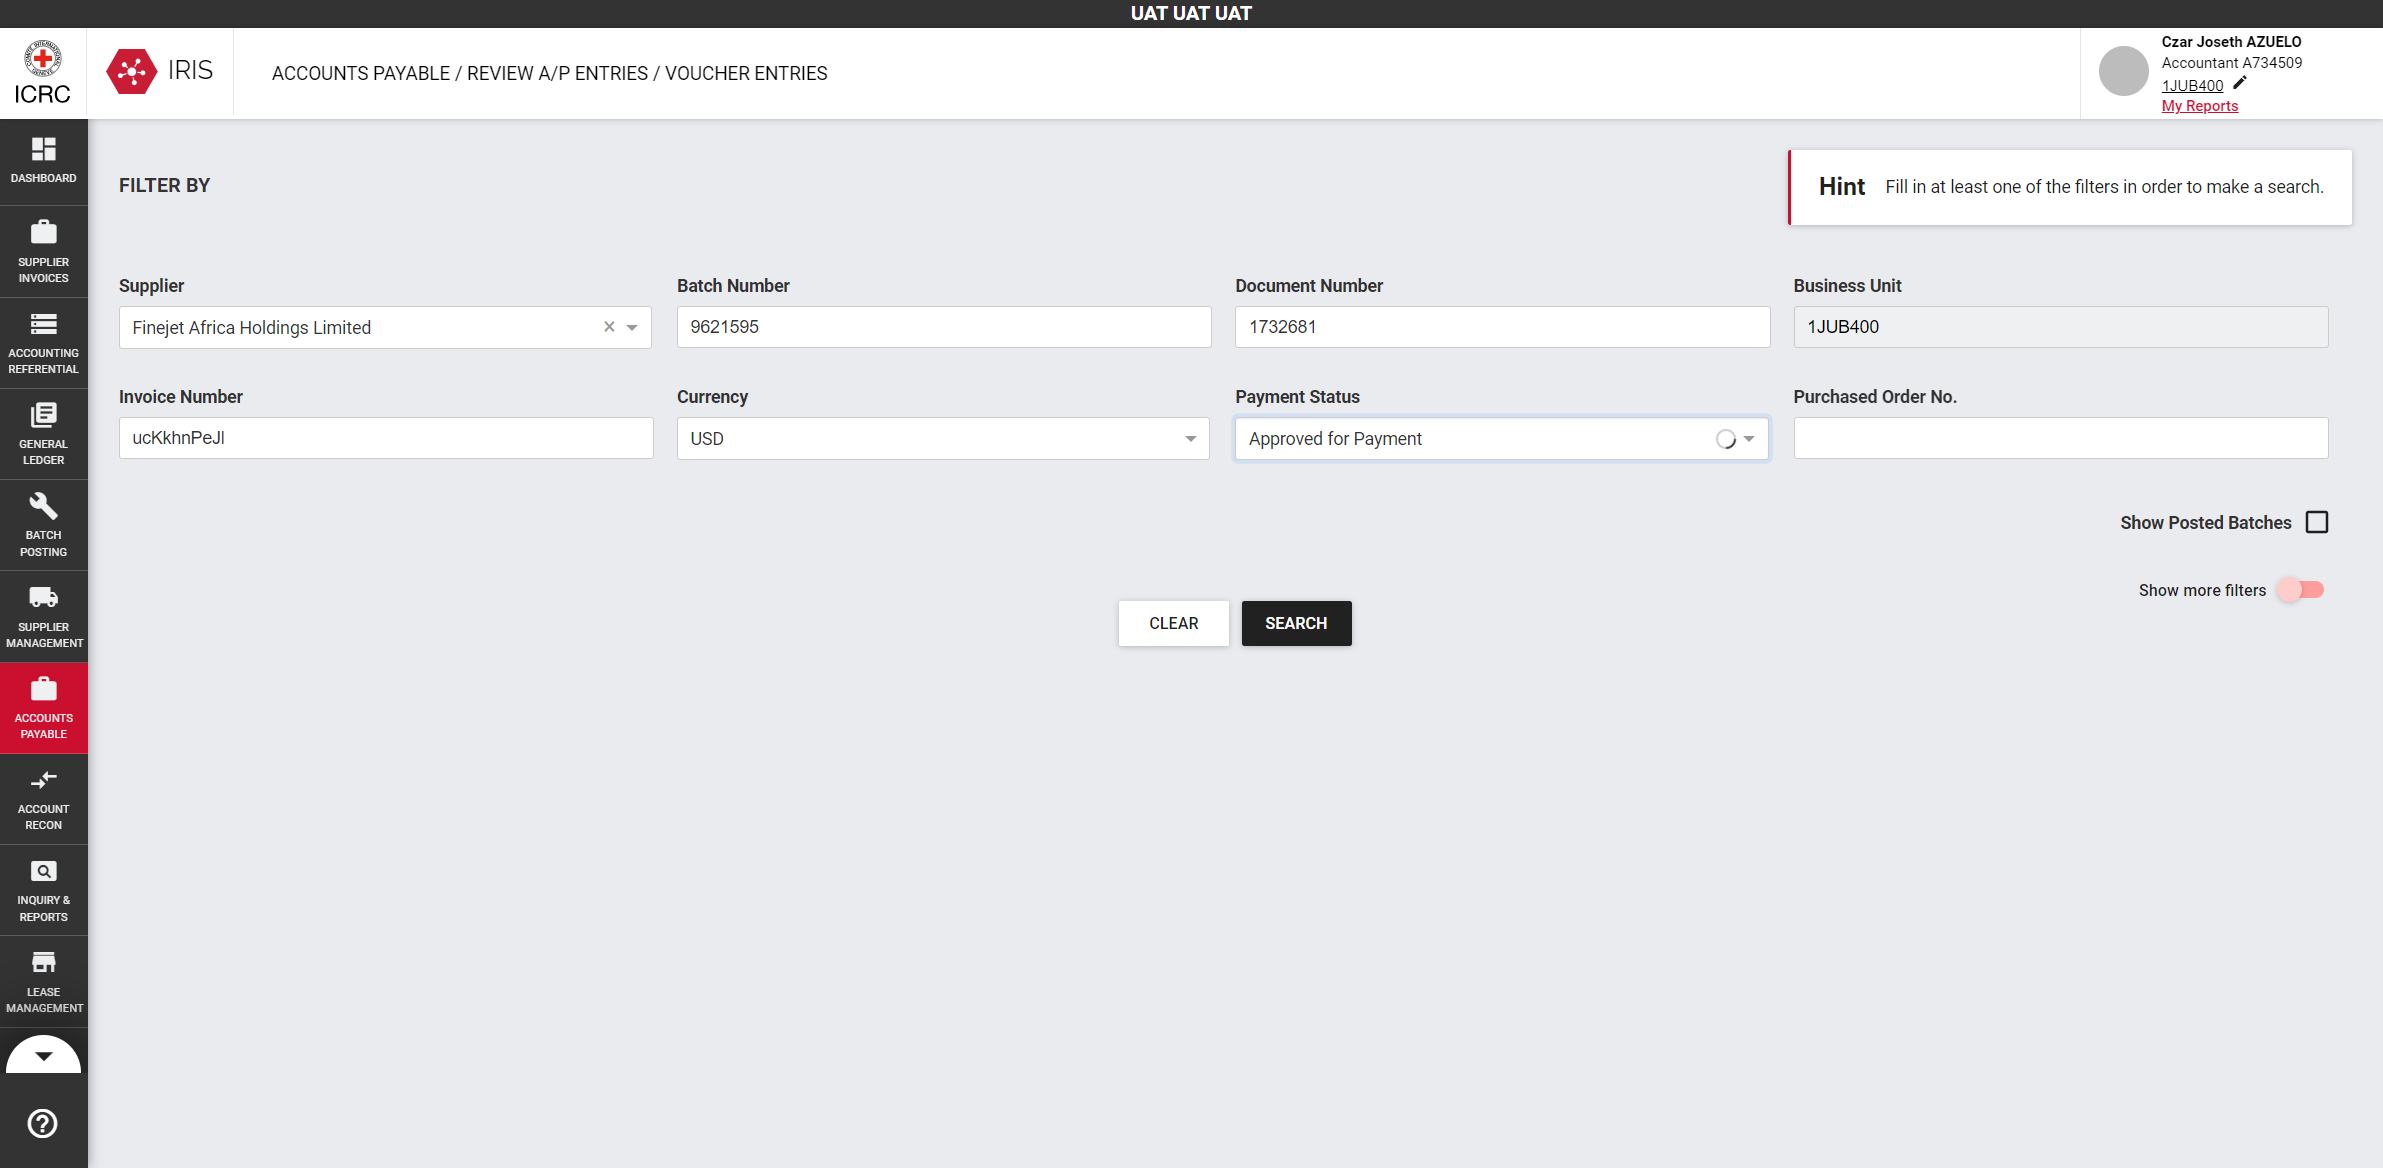 UAT UAT UAT
ICRC
IRIS
ACCOUNTS PAYABLE / REVIEW A/P ENTRIES / VOUCHER ENTRIES
Czar Joseth AZUELO
Accountant A734509
1JUB400
My Reports
DASHBOARD
SUPPLIER
INVOICES
ACCOUNTING
REFERENTIAL
GENERAL
LEDGER
BATCH
POSTING
SUPPLIER
MANAGEMENT
ACCOUNTS
PAYABLE
ACCOUNT
RECON
INQUIRY &
REPORTS
LEASE
MANAGEMENT
FILTER BY
Hint Fill in at least one of the filters in order to make a search.
Supplier
Finejet Africa Holdings Limited
Batch Number
9621595
Document Number
1732681
Business Unit
1JUB400
Invoice Number
ucKkhnPeJl
Currency
USD
Payment Status
Approved for Payment
Purchased Order No.
Show Posted Batches
Show more filters
CLEAR
SEARCH